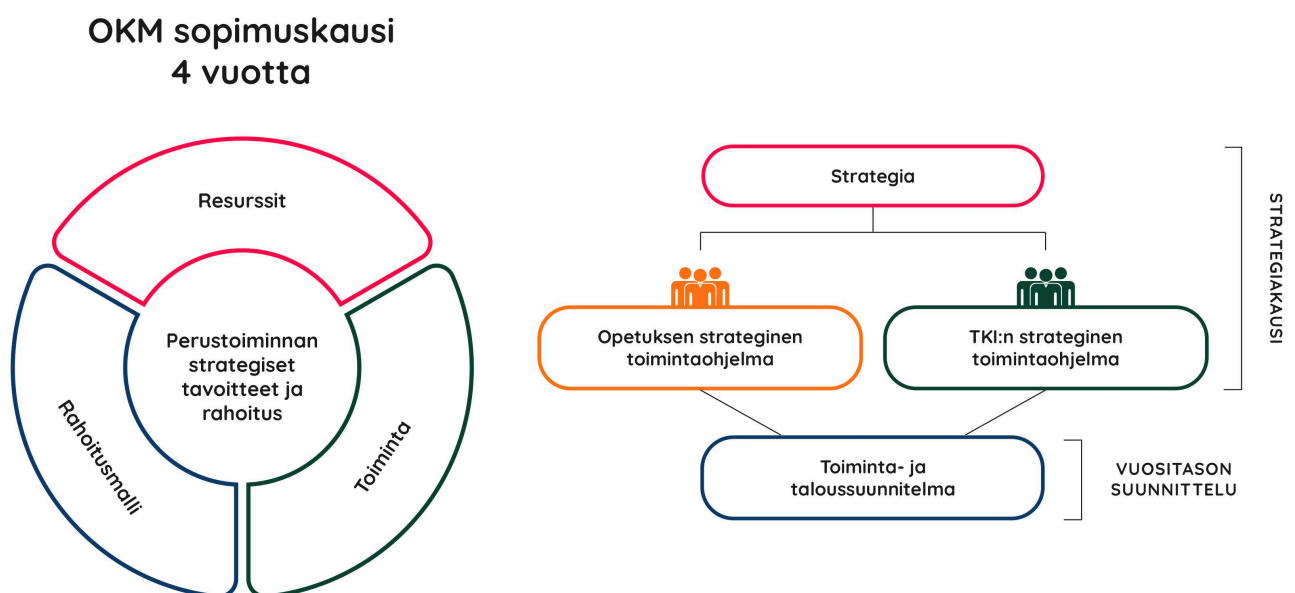 OKM sopimuskausi
4 vuotta
Resurssit
Perustoiminnan
strategiset
tavoitteet ja
rahoitus
Rahoitusmalli
Toiminta
Strategia
Opetuksen strateginen
toimintaohjelma
TKI:n strateginen
toimintaohjelma
STRATEGIAKAUSI
Toiminta- ja
taloussuunnitelma
VUOSITASON
SUUNNITTELU